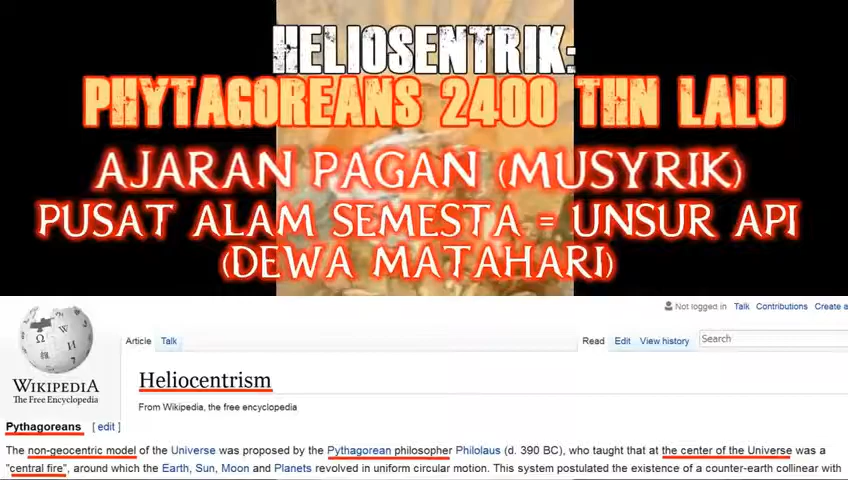 HELIOSENTRIK:
PHYTAGOREANS 2400 THN LALU
AJARAN PAGAN (MUSYRIK)
PUSAT ALAM SEMESTA = UNSUR API
(DEWA MATAHARI)
Not logged in Talk Contributions Create a
Article Talk Read Edit View history Search
Heliocentrism
WIKIPEDIA
The Free Encyclopedia
From Wikipedia, the free encyclopedia
Pythagoreans [ edit ]
The non-geocentric model of the Universe was proposed by the Pythagorean philosopher Philolaus (d. 390 BC), who taught that at the center of the Universe was a
"central fire", around which the Earth, Sun, Moon and Planets revolved in uniform circular motion. This system postulated the existence of a counter-earth collinear with